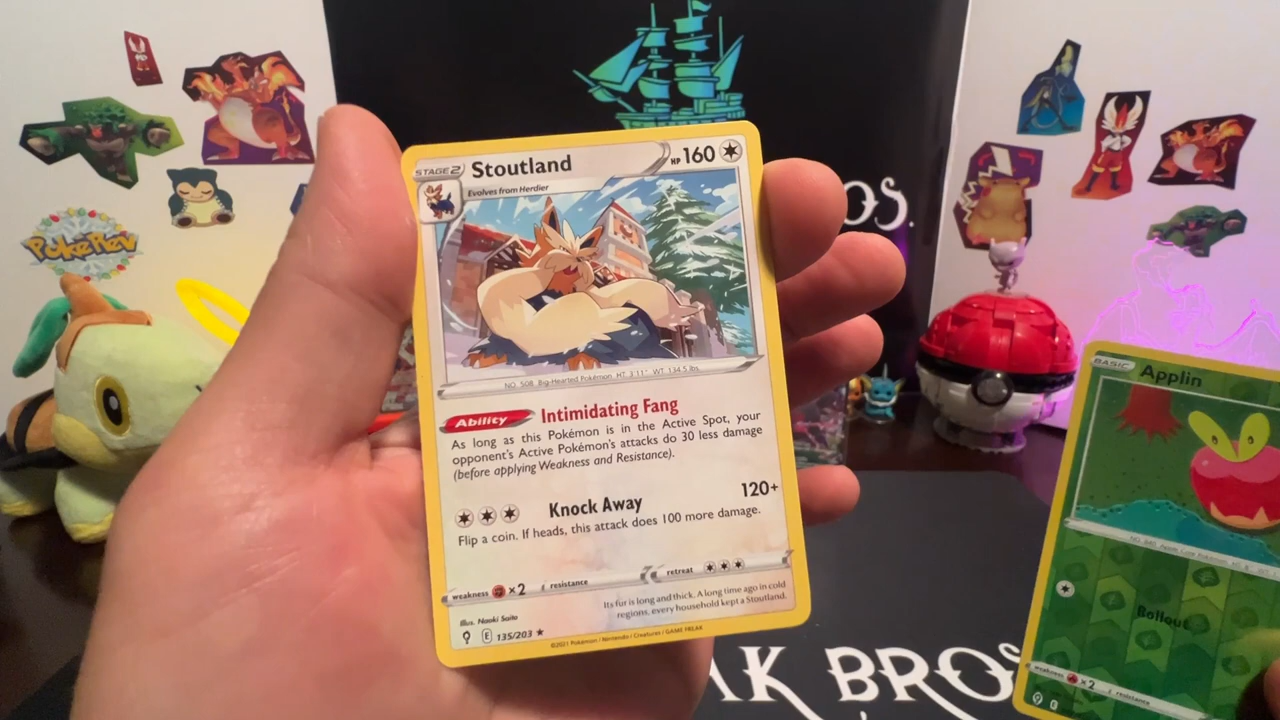 PokeRev
OS.
STAGE 2 Stoutland HP 160
Evolves from Herdier
NO. 508 Big-Hearted Pokémon HT 3'11" WT 134.5 lbs.
Ability Intimidating Fang
As long as this Pokémon is in the Active Spot, your
opponent's Active Pokémon's attacks do 30 less damage
(before applying Weakness and Resistance).
Knock Away 120+
Flip a coin. If heads, this attack does 100 more damage.
weakness ×2 resistance retreat
Its fur is long and thick. A long time ago in cold
regions, every household kept a Stoutland.
Illus. Naoki Saito
E 135/203 ★
©2021 Pokémon / Nintendo / Creatures / GAME FREAK
BASIC Applin
Rollout
weakness ×2 resistance
E
AK BROS